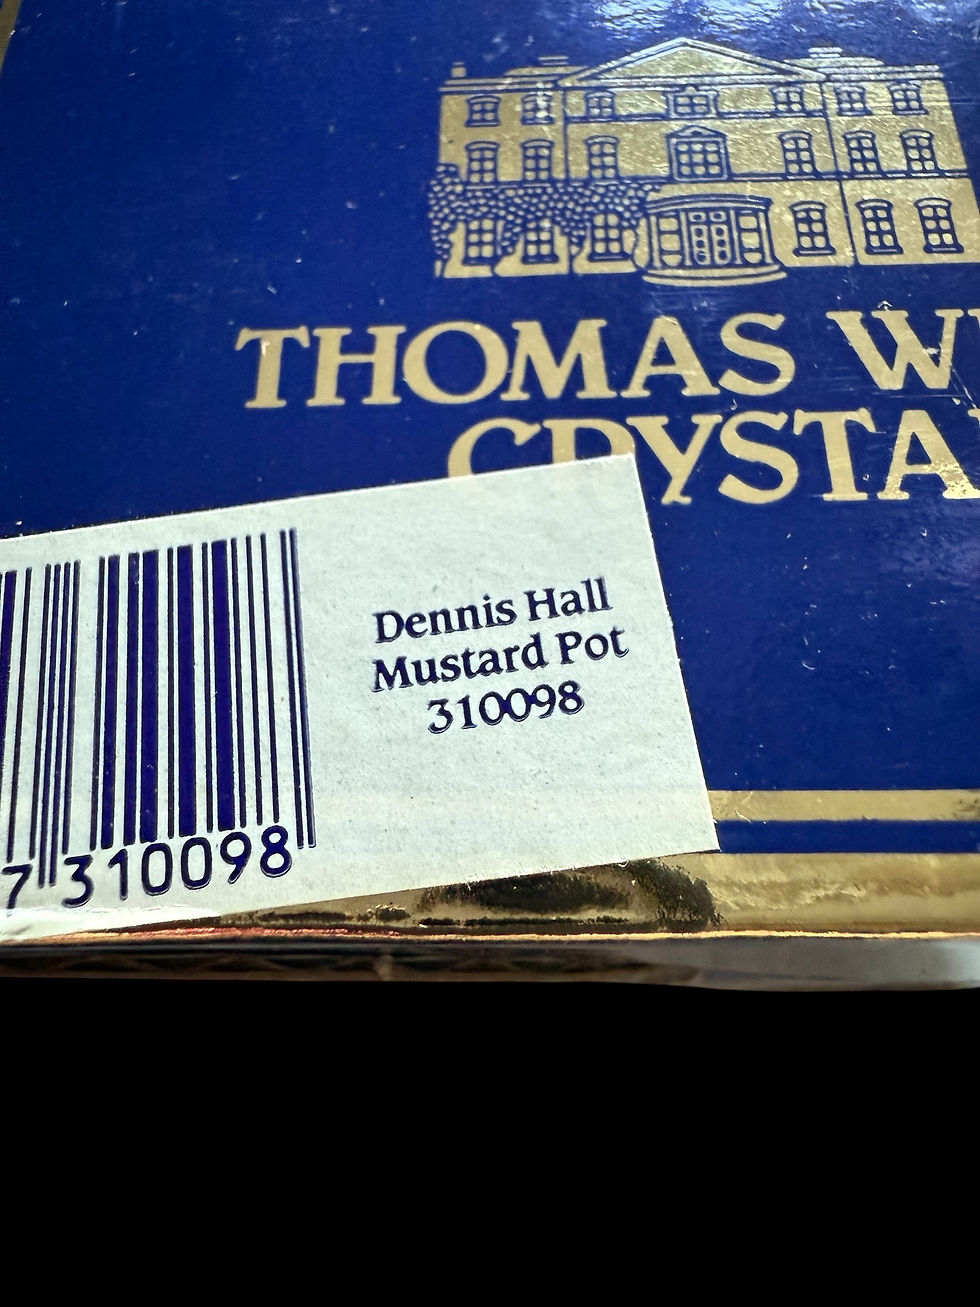 THOMAS W
CRYSTA
Dennis Hall
Mustard Pot
310098
7 310098